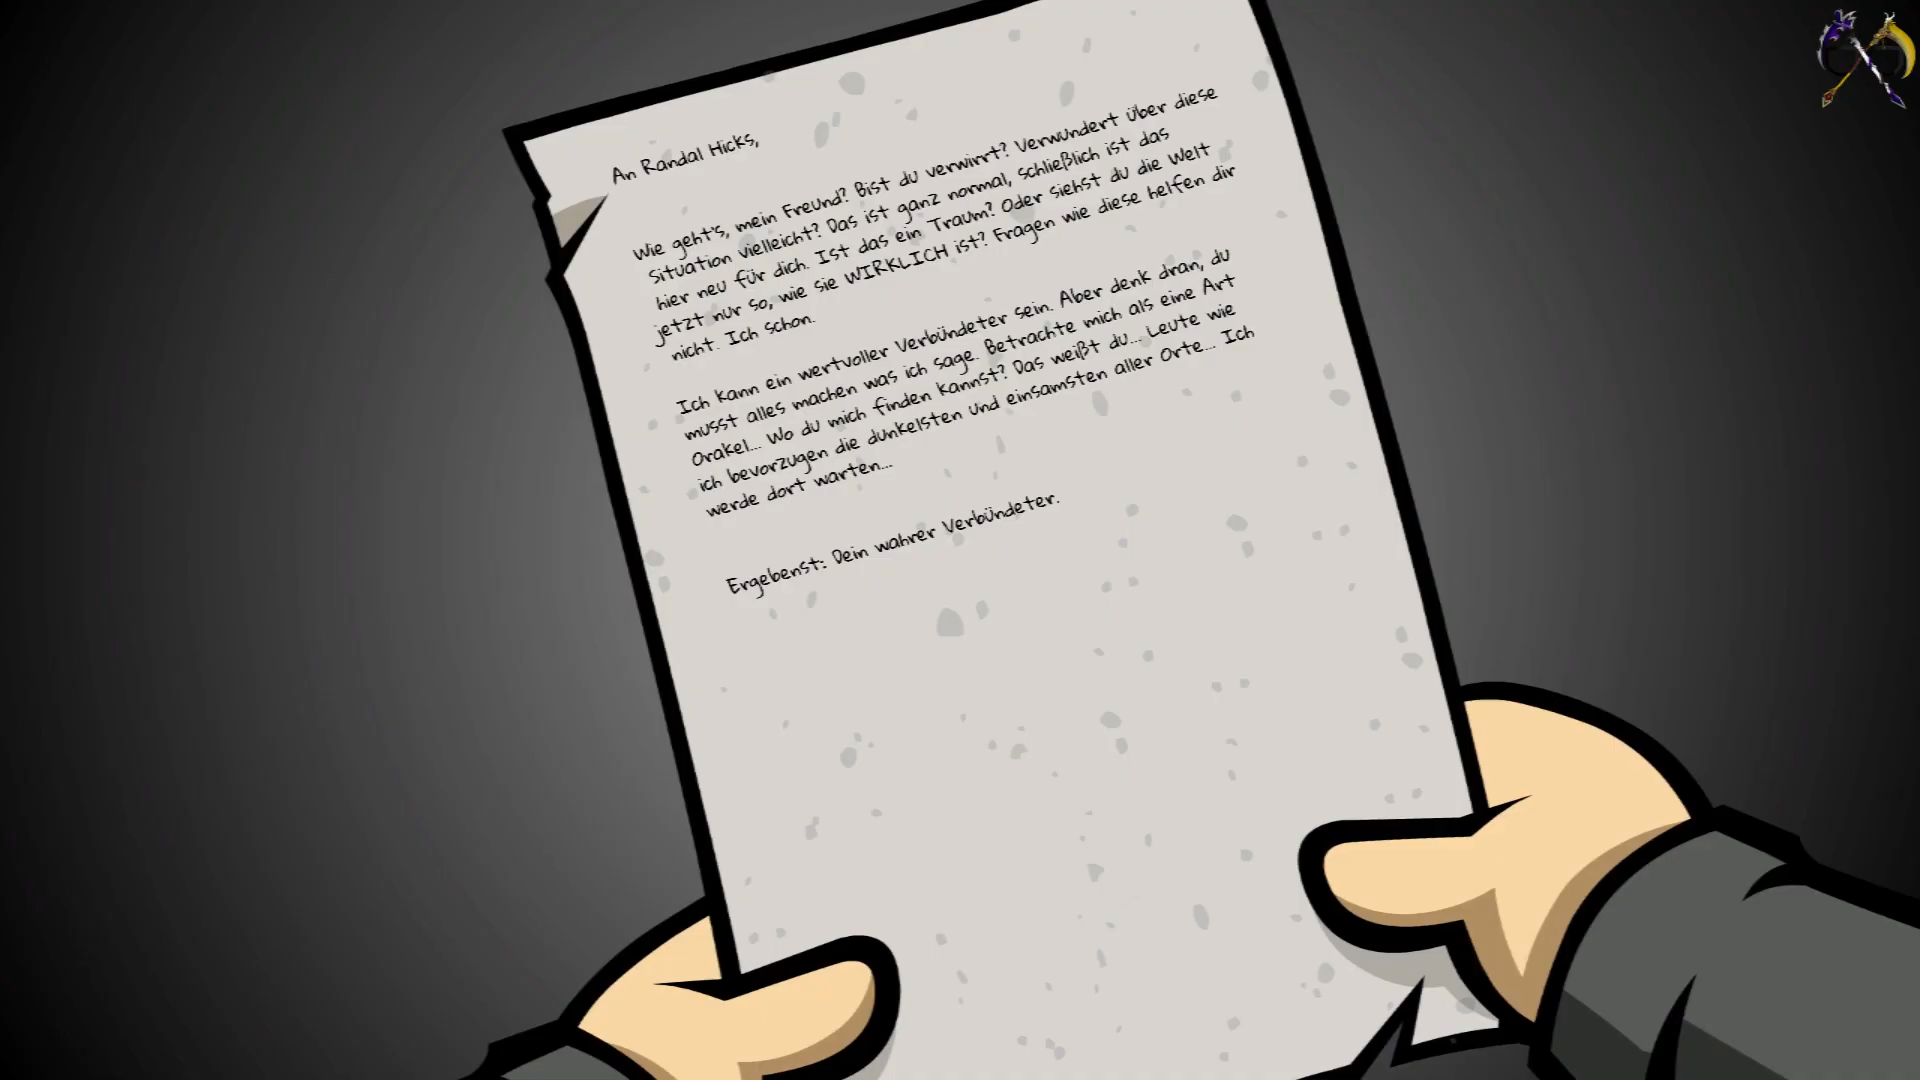 An Randal Hicks,
Wie geht's, mein Freund? Bist du verwirrt? Verwundert über diese
Situation vielleicht? Das ist ganz normal, schließlich ist das
hier neu für dich. Ist das ein Traum? Oder siehst du die Welt
jetzt nur so, wie sie WIRKLICH ist? Fragen wie diese helfen dir
nicht. Ich schon.
Ich kann ein wertvoller Verbündeter sein. Aber denk dran, du
musst alles machen was ich sage. Betrachte mich als eine Art
Orakel... Wo du mich finden kannst? Das weißt du... Leute wie
ich bevorzugen die dunkelsten und einsamsten aller Orte... Ich
werde dort warten...
Ergebenst: Dein wahrer Verbündeter.